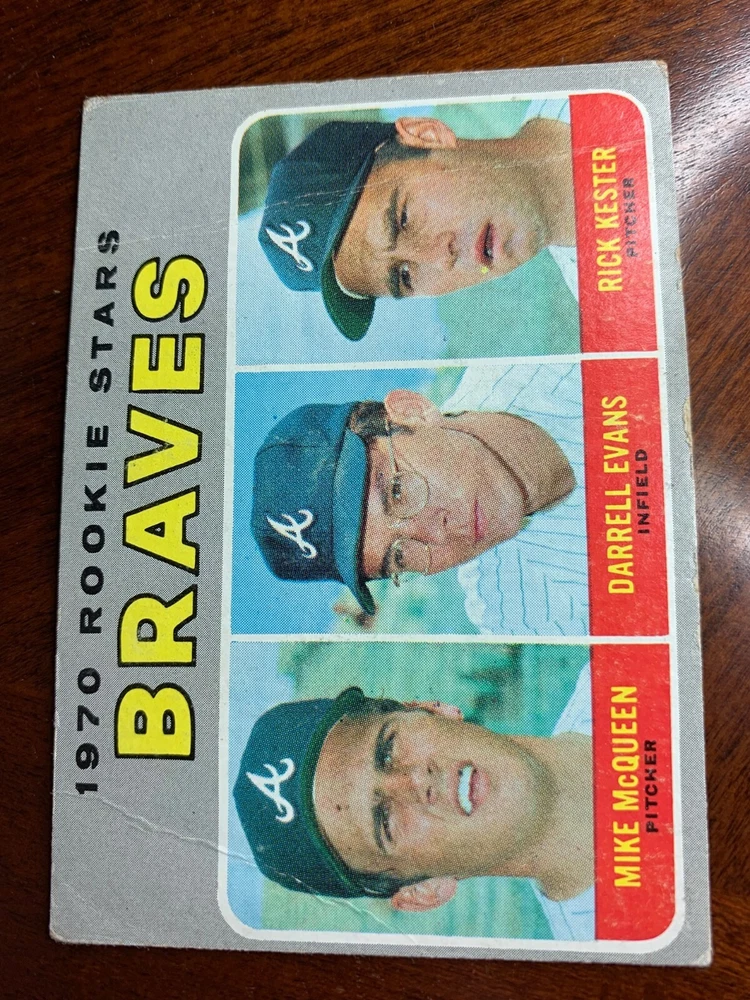 1970 ROOKIE STARS
BRAVES
MIKE McQUEEN
PITCHER
DARRELL EVANS
INFIELD
RICK KESTER
PITCHER
A
A
A